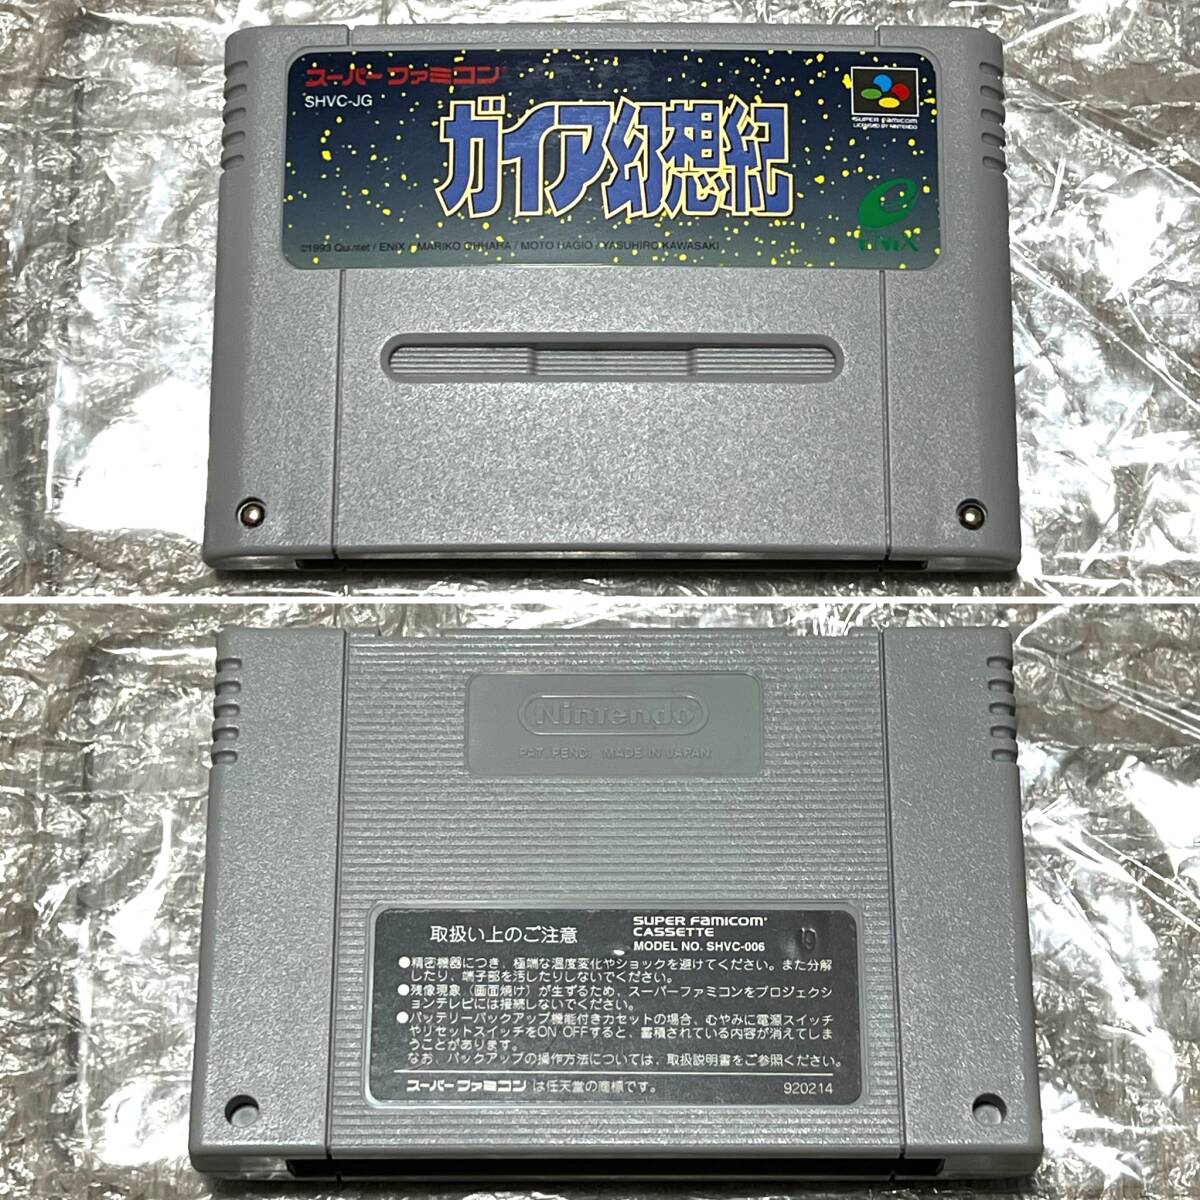 スーパーファミコン
SHVC-JG
ガイア幻想紀
SUPER FAMICOM
LICENSED BY NINTENDO
ENIX
©1993 Quintet / ENIX / MARIKO OHHARA / MOTO HAGIO / YASUHIRO KAWASAKI
Nintendo
PAT. PEND. MADE IN JAPAN
取扱い上のご注意
SUPER FAMICOM
CASSETTE
MODEL NO. SHVC-006
19
●精密機器につき、極端な温度変化やショックを避けてください。また分解
したり、端子部を汚したりしないでください。
●残像現象(画面焼け)が生ずるため、スーパーファミコンをプロジェクシ
ョンテレビには接続しないでください。
●バッテリーバックアップ機能付きカセットの場合、むやみに電源スイッチ
やリセットスイッチをON OFFすると、蓄積されている内容が消えてしま
うことがあります。
なお、バックアップの操作方法については、取扱説明書をご参照ください。
スーパーファミコンは任天堂の商標です。
920214